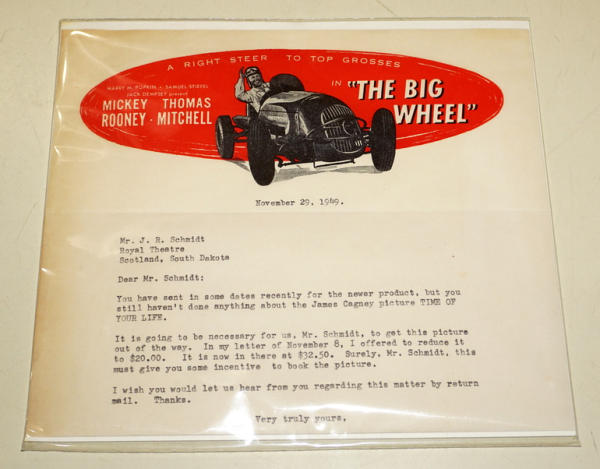 A RIGHT STEER TO TOP GROSSES
HARRY M. POPKIN - SAMUEL STIEFEL
JACK DEMPSEY present
MICKEY THOMAS
ROONEY · MITCHELL
IN "THE BIG
WHEEL"
November 29, 1949.
Mr. J. R. Schmidt
Royal Theatre
Scotland, South Dakota
Dear Mr. Schmidt:
You have sent in some dates recently for the newer product, but you
still haven't done anything about the James Cagney picture TIME OF
YOUR LIFE.
It is going to be necessary for us, Mr. Schmidt, to get this picture
out of the way. In my letter of November 8, I offered to reduce it
to $20.00. It is now in there at $32.50. Surely, Mr. Schmidt, this
must give you some incentive to book the picture.
I wish you would let us hear from you regarding this matter by return
mail. Thanks.
Very truly yours,